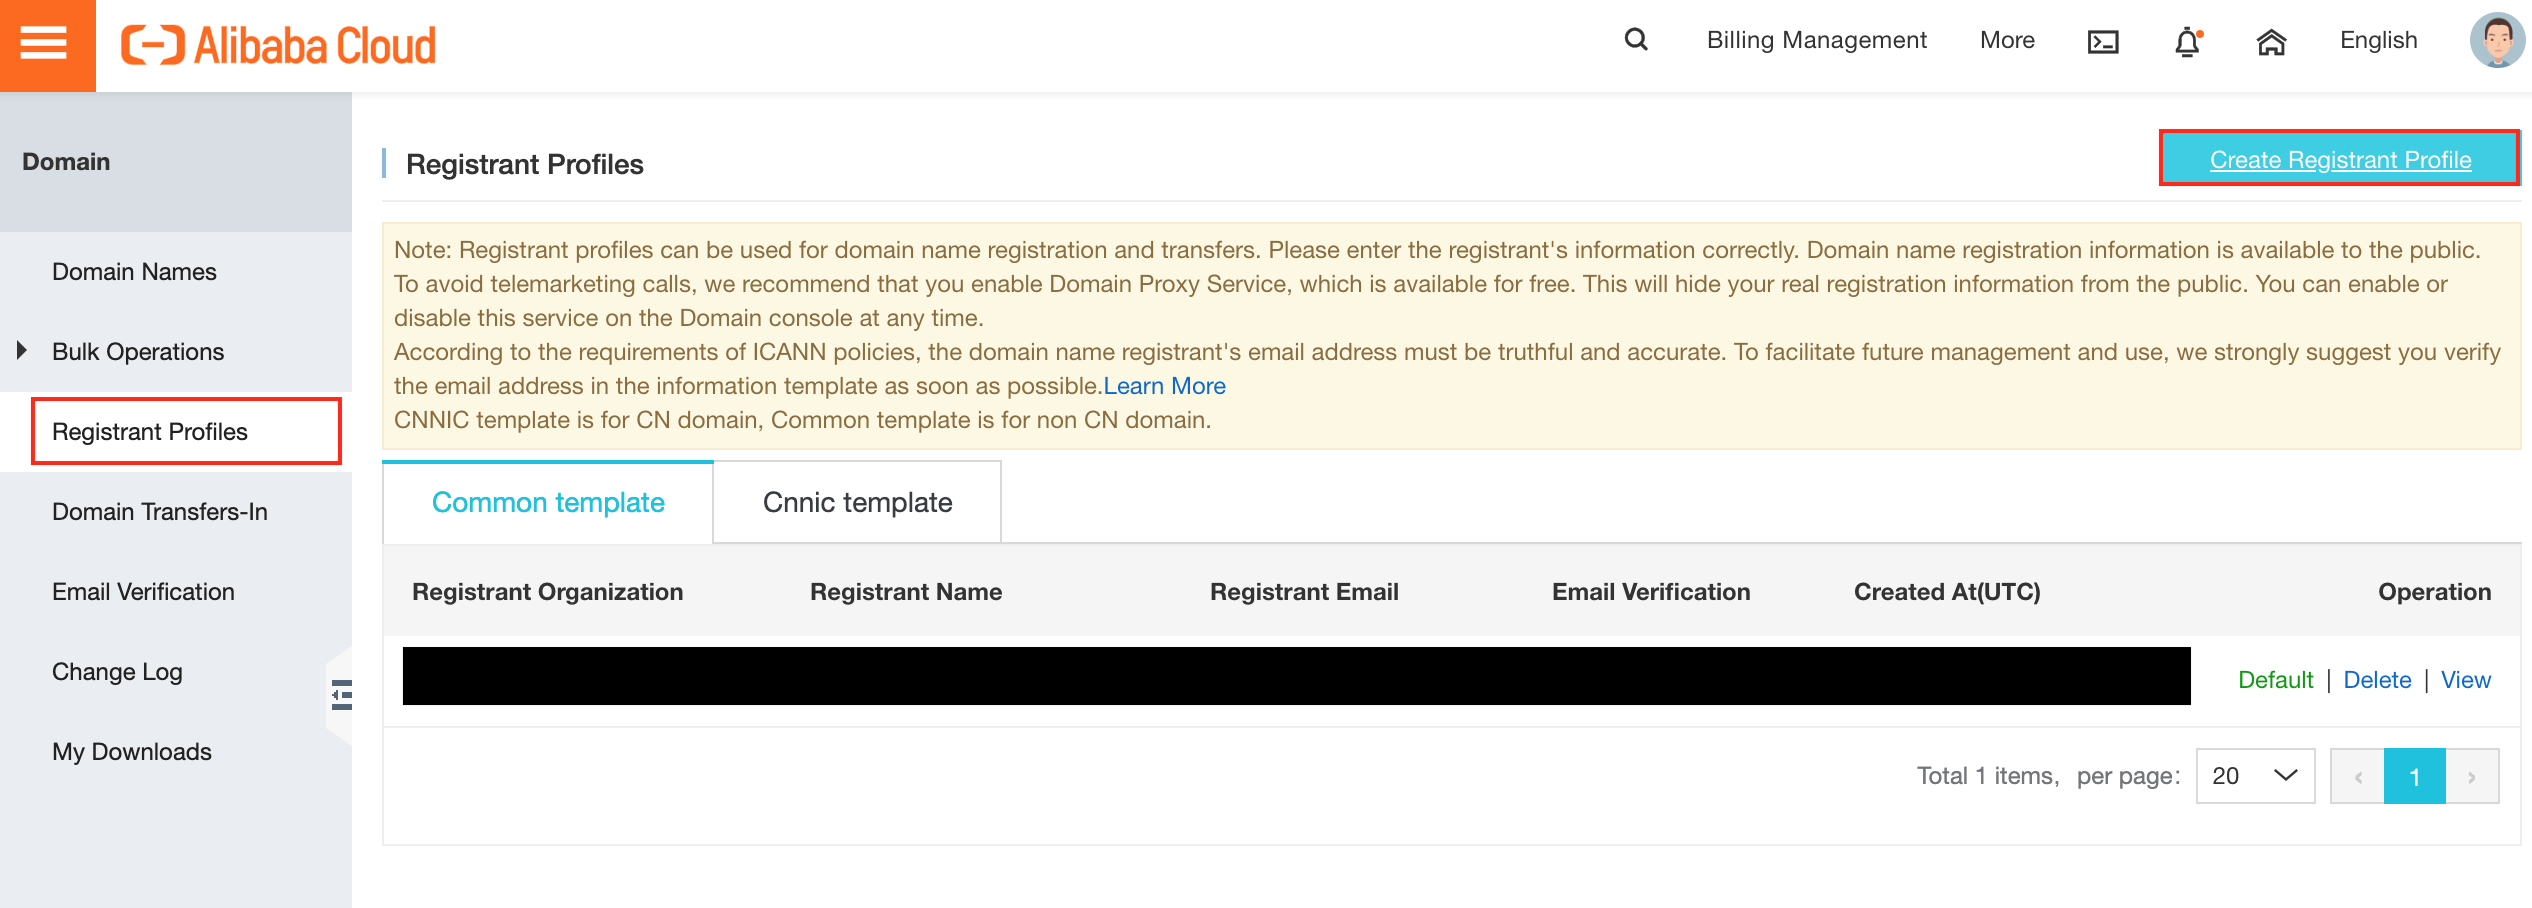 Alibaba Cloud
Billing Management
More
English
Domain
Domain Names
Bulk Operations
Registrant Profiles
Domain Transfers-In
Email Verification
Change Log
My Downloads
Registrant Profiles
Create Registrant Profile
Note: Registrant profiles can be used for domain name registration and transfers. Please enter the registrant's information correctly. Domain name registration information is available to the public.
To avoid telemarketing calls, we recommend that you enable Domain Proxy Service, which is available for free. This will hide your real registration information from the public. You can enable or
disable this service on the Domain console at any time.
According to the requirements of ICANN policies, the domain name registrant's email address must be truthful and accurate. To facilitate future management and use, we strongly suggest you verify
the email address in the information template as soon as possible.Learn More
CNNIC template is for CN domain, Common template is for non CN domain.
Common template
Cnnic template
Registrant Organization Registrant Name Registrant Email Email Verification Created At(UTC) Operation
Default | Delete | View
Total 1 items, per page: 20 ‹ 1 ›